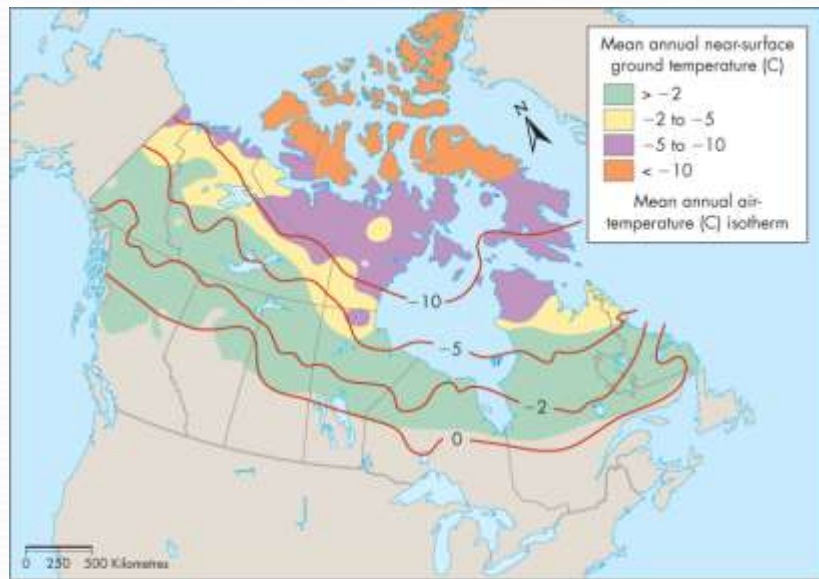 Mean annual near-surface
ground temperature (C)
> −2
−2 to −5
−5 to −10
< −10
Mean annual air-
temperature (C) isotherm
N
−10
−5
−2
0
0 250 500 Kilometres